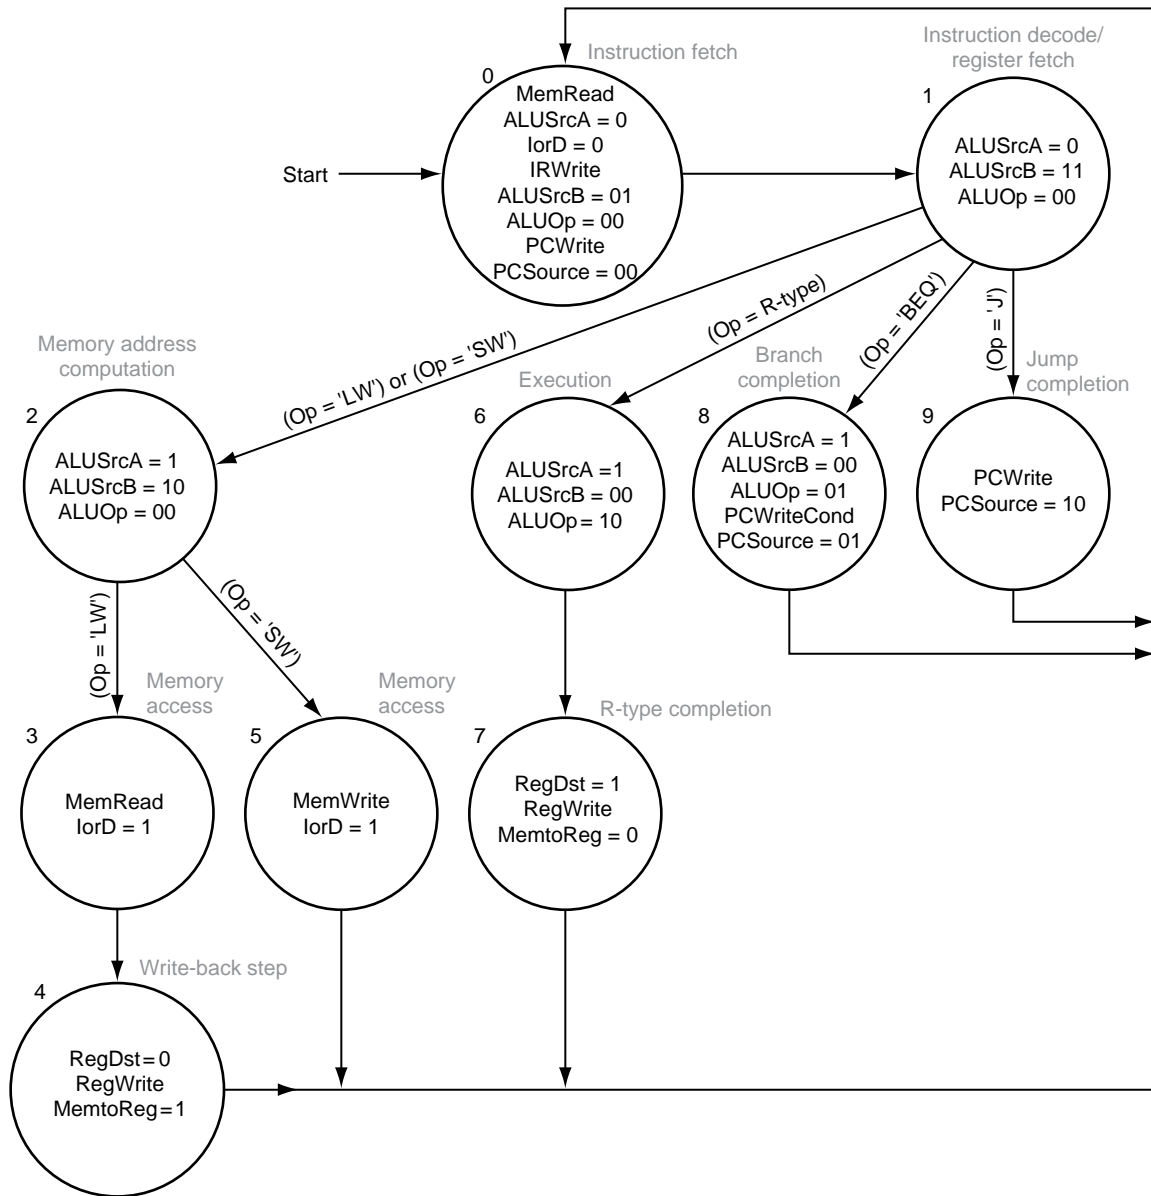 Instruction fetch
0
MemRead
ALUSrcA = 0
IorD = 0
IRWrite
ALUSrcB = 01
ALUOp = 00
PCWrite
PCSource = 00
Start
Instruction decode/
register fetch
1
ALUSrcA = 0
ALUSrcB = 11
ALUOp = 00
(Op = 'LW') or (Op = 'SW')
(Op = R-type)
(Op = 'BEQ')
(Op = 'J')
Memory address
computation
2
ALUSrcA = 1
ALUSrcB = 10
ALUOp = 00
Execution
6
ALUSrcA =1
ALUSrcB = 00
ALUOp= 10
Branch
completion
8
ALUSrcA = 1
ALUSrcB = 00
ALUOp = 01
PCWriteCond
PCSource = 01
Jump
completion
9
PCWrite
PCSource = 10
(Op = 'LW')
(Op = 'SW')
Memory
access
3
MemRead
IorD = 1
Memory
access
5
MemWrite
IorD = 1
R-type completion
7
RegDst = 1
RegWrite
MemtoReg = 0
Write-back step
4
RegDst=0
RegWrite
MemtoReg=1